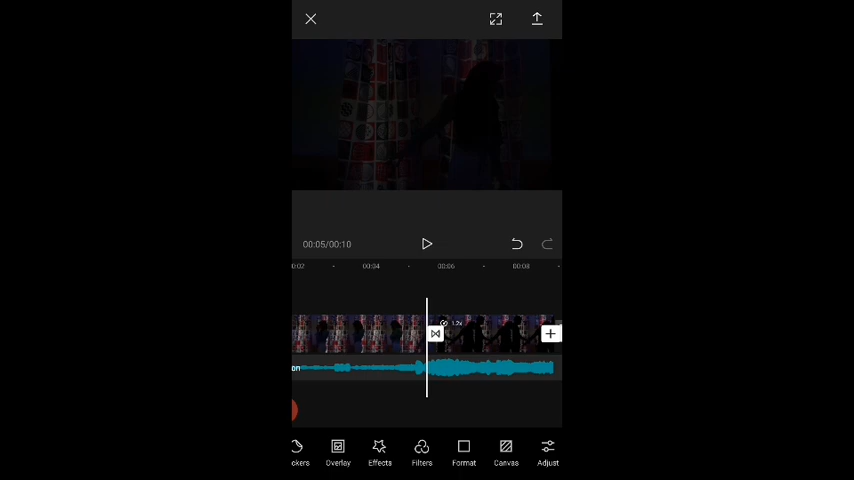 00:05/00:10
0:02
00:04
00:06
00:08
1.2x
on
ckers
Overlay
Effects
Filters
Format
Canvas
Adjust